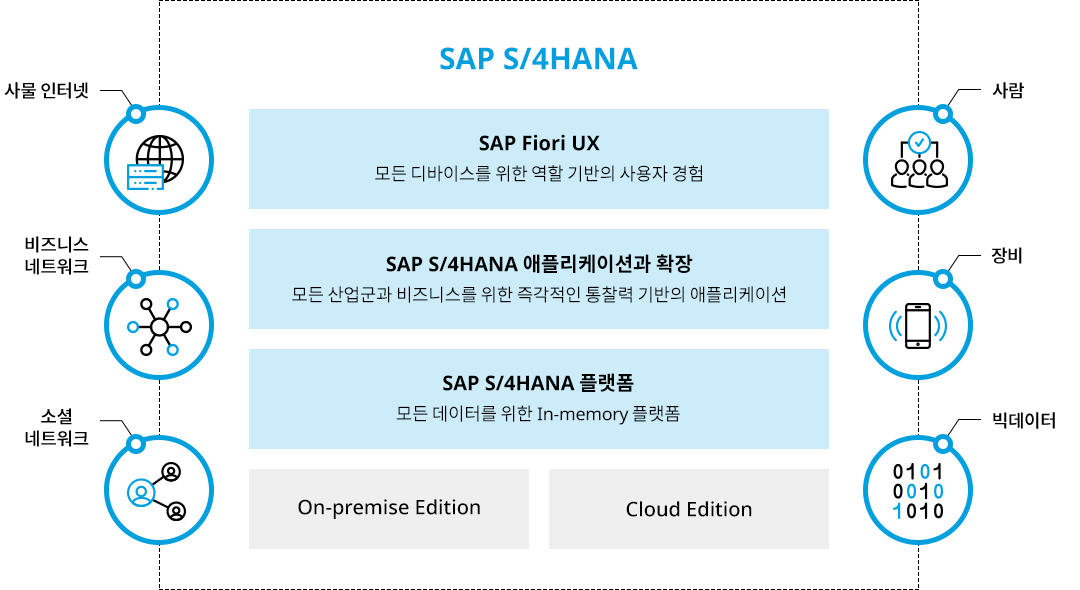 SAP S/4HANA
사물 인터넷
비즈니스
네트워크
소셜
네트워크
SAP Fiori UX
모든 디바이스를 위한 역할 기반의 사용자 경험
SAP S/4HANA 애플리케이션과 확장
모든 산업군과 비즈니스를 위한 즉각적인 통찰력 기반의 애플리케이션
SAP S/4HANA 플랫폼
모든 데이터를 위한 In-memory 플랫폼
On-premise Edition
Cloud Edition
사람
장비
빅데이터
0101
0010
1010